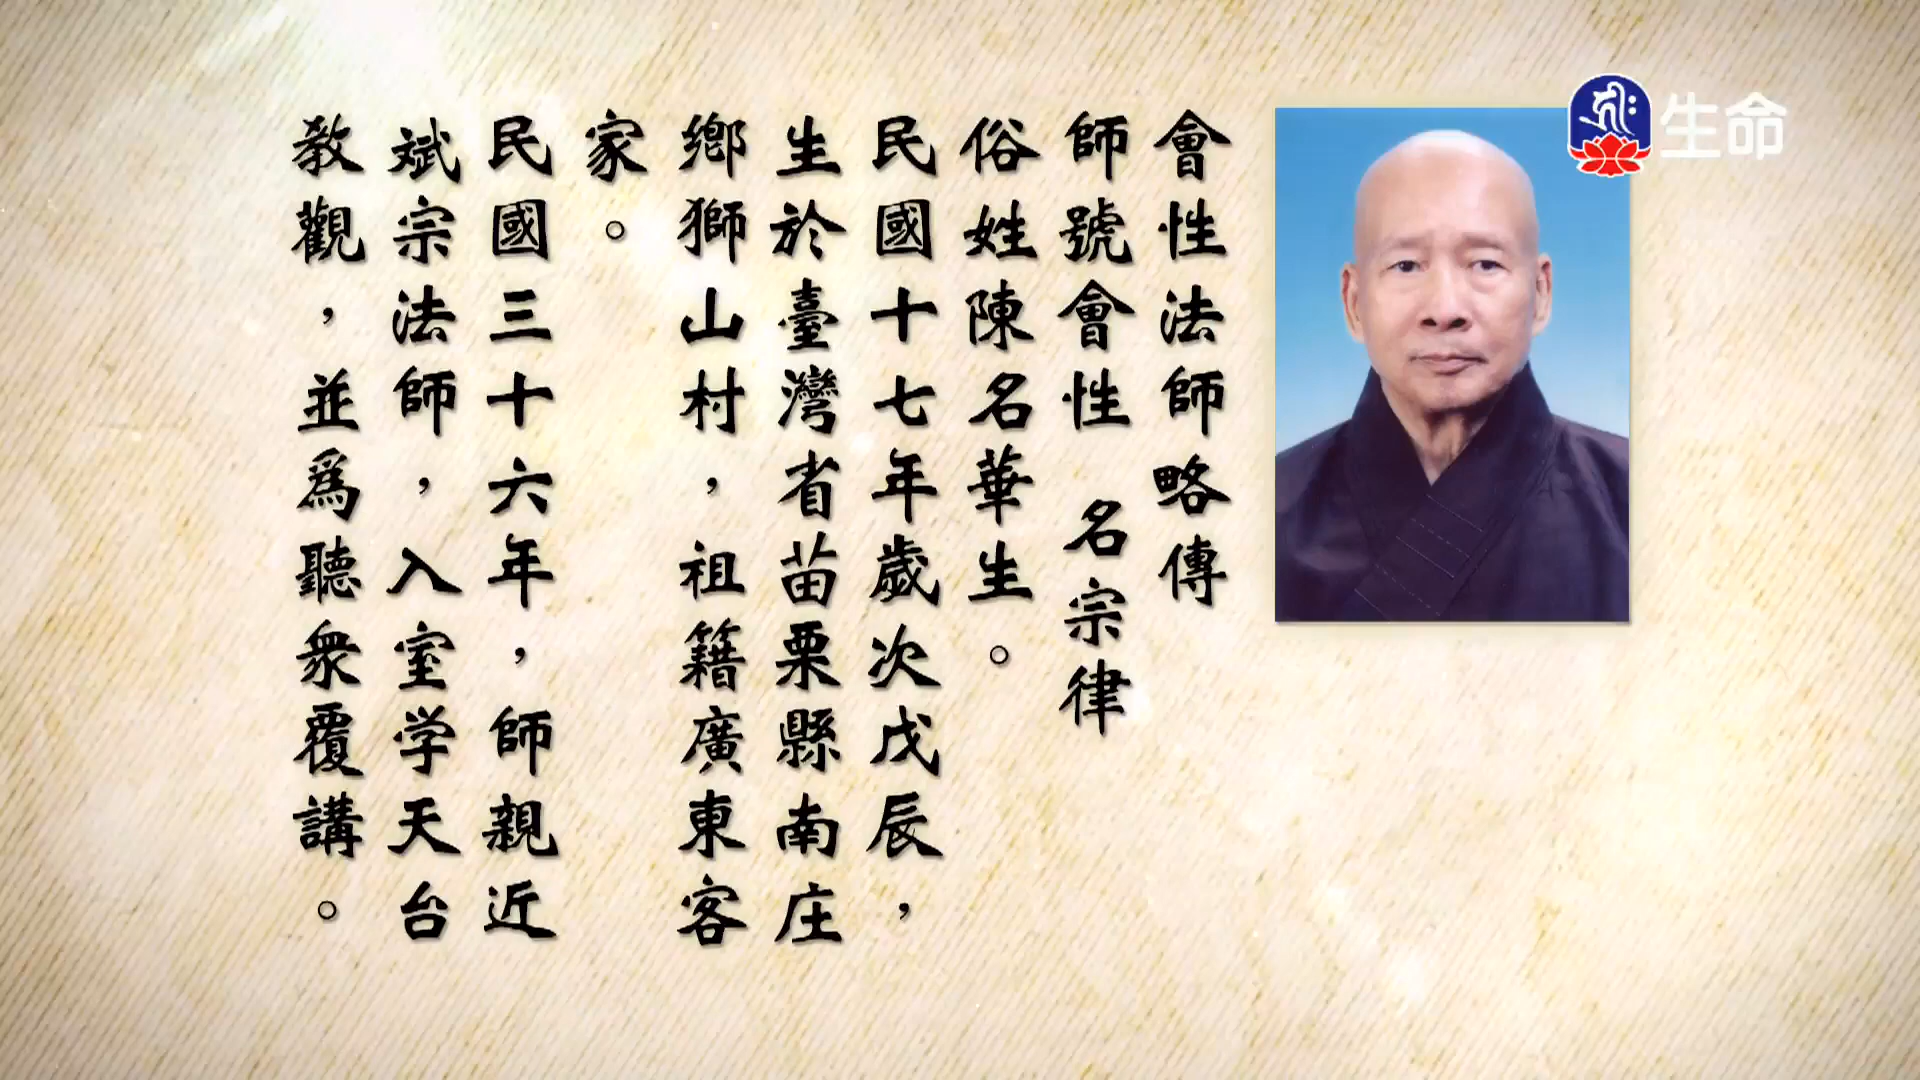 會性法師略傳
師號會性 名宗律
俗姓陳名華生。
民國十七年歲次戊辰，
生於臺灣省苗栗縣南庄
鄉獅山村，祖籍廣東客
家。
民國三十六年，師親近
斌宗法師，入室学天台
教觀，並爲聽衆覆講。
生命